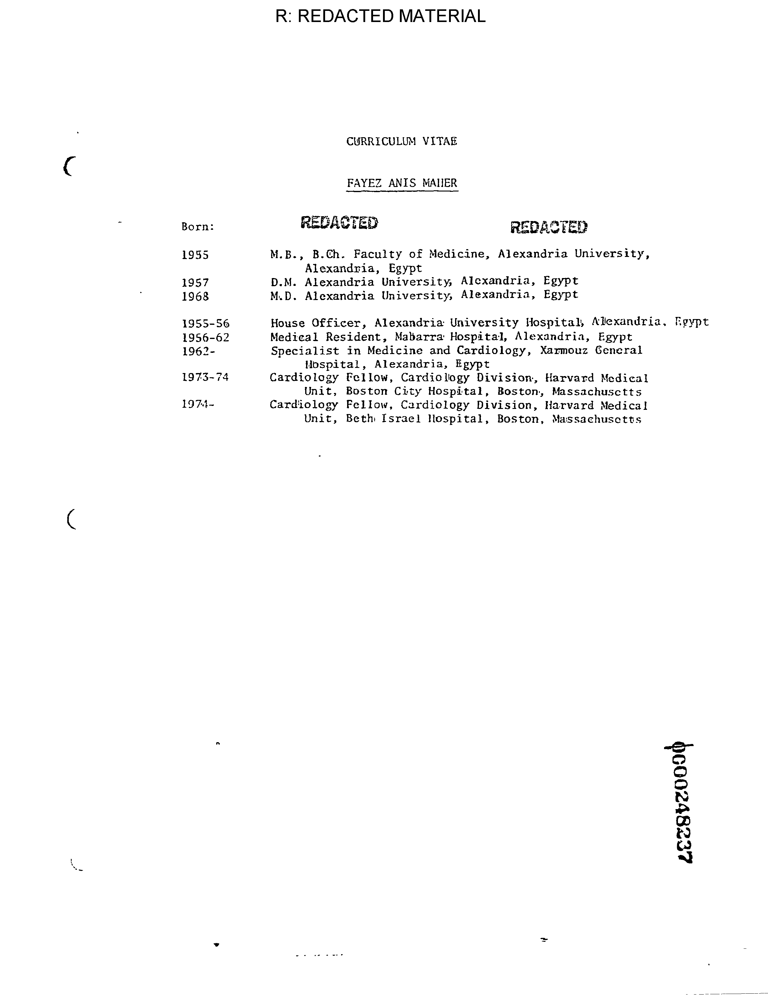 R: REDACTED MATERIAL
CURRICULUM VITAE
FAYEZ ANIS MAHER
Born: REDACTED REDACTED
1955 M.B., B.Ch. Faculty of Medicine, Alexandria University,
Alexandria, Egypt
1957 D.M. Alexandria University, Alexandria, Egypt
1968 M.D. Alexandria University, Alexandria, Egypt
1955-56 House Officer, Alexandria University Hospital, Alexandria, Egypt
1956-62 Medical Resident, Mabarra Hospital, Alexandria, Egypt
1962- Specialist in Medicine and Cardiology, Xarmouz General
Hospital, Alexandria, Egypt
1973-74 Cardiology Fellow, Cardiology Division, Harvard Medical
Unit, Boston City Hospital, Boston, Massachusetts
1974- Cardiology Fellow, Cardiology Division, Harvard Medical
Unit, Beth Israel Hospital, Boston, Massachusetts
000248237